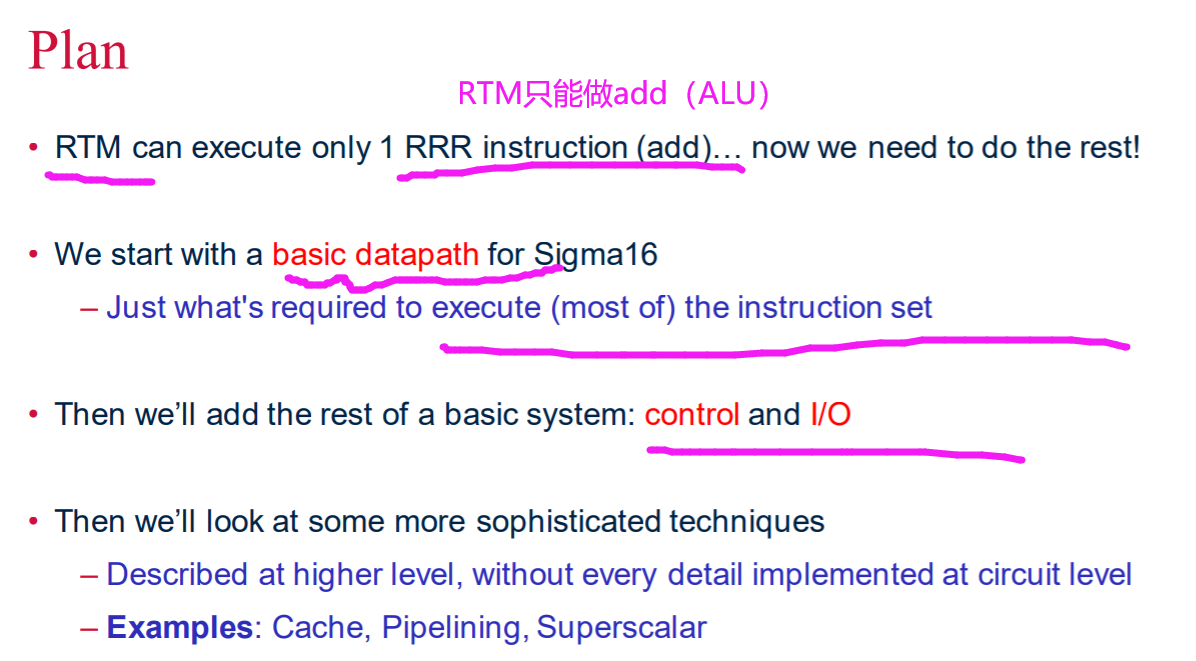 Plan
RTM只能做add（ALU）
• RTM can execute only 1 RRR instruction (add)… now we need to do the rest!
• We start with a basic datapath for Sigma16
– Just what's required to execute (most of) the instruction set
• Then we’ll add the rest of a basic system: control and I/O
• Then we’ll look at some more sophisticated techniques
– Described at higher level, without every detail implemented at circuit level
– Examples: Cache, Pipelining, Superscalar